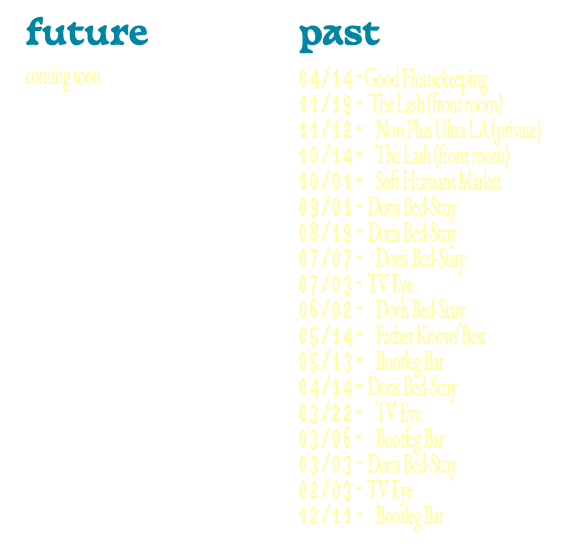 future
coming soon
past
04/14 - Good Housekeeping
11/19 - The Lash (front room)
11/12 - Non Plus Ultra LA (private)
10/14 - The Lash (front room)
10/01 - Soft Humans Market
09/01 - Doris Bed-Stuy
08/19 - Doris Bed-Stuy
07/07 - Doris Bed-Stuy
07/03 - TV Eye
06/02 - Doris Bed-Stuy
05/14 - Father Knows Best
05/13 - Bootleg Bar
04/14 - Doris Bed-Stuy
03/22 - TV Eye
03/06 - Bootleg Bar
03/03 - Doris Bed-Stuy
02/03 - TV Eye
12/11 - Bootleg Bar